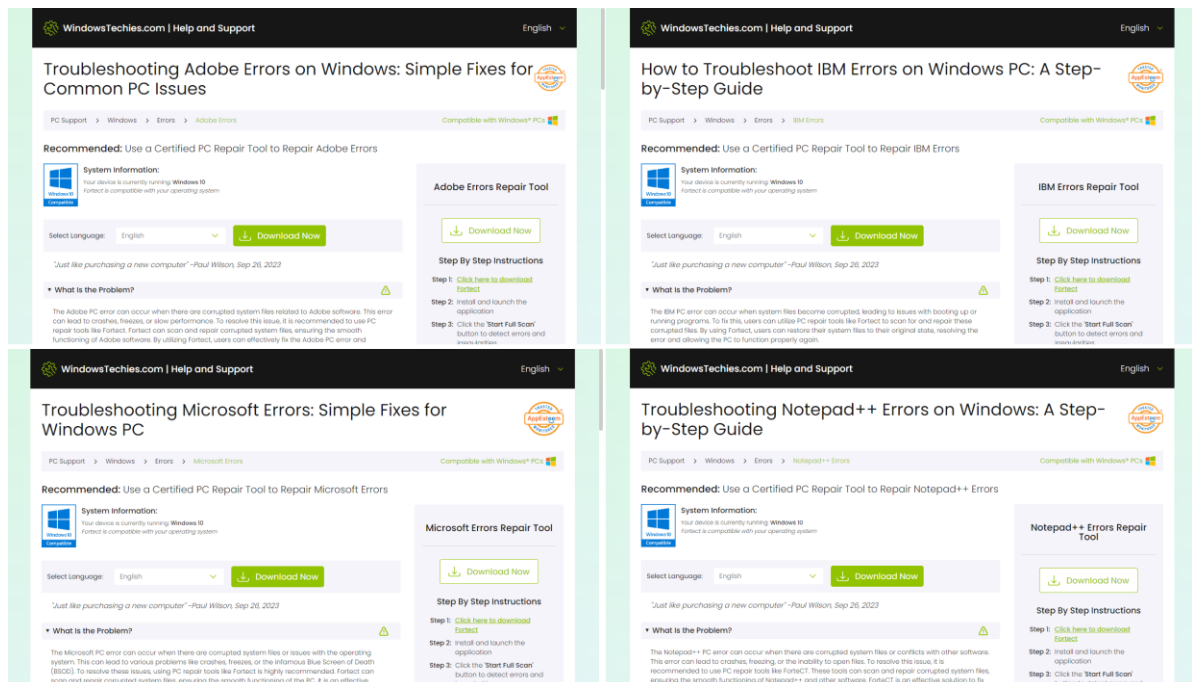 WindowsTechies.com | Help and Support
English
Troubleshooting Adobe Errors on Windows: Simple Fixes for
Common PC Issues
PC Support > Windows > Errors > Adobe Errors
Compatible with Windows® PCs
Recommended: Use a Certified PC Repair Tool to Repair Adobe Errors
System Information:
Your device is currently running: Windows 10
Fortect is compatible with your operating system
Windows 10
Compatible
Select Language:
English
Download Now
"Just like purchasing a new computer" -Paul Wilson, Sep 26, 2023
What Is the Problem?
The Adobe PC error can occur when there are corrupted system files related to Adobe software. This error
can lead to crashes, freezes, or slow performance. To resolve this issue, it is recommended to use PC
repair tools like Fortect. Fortect can scan and repair corrupted system files, ensuring the smooth
functioning of Adobe software. By utilizing Fortect, users can effectively fix the Adobe PC error and
Adobe Errors Repair Tool
Download Now
Step By Step Instructions
Step 1: Click here to download
Fortect
Step 2: Install and launch the
application
Step 3: Click the 'Start Full Scan'
button to detect errors and
irregularities
WindowsTechies.com | Help and Support
English
How to Troubleshoot IBM Errors on Windows PC: A Step-
by-Step Guide
PC Support > Windows > Errors > IBM Errors
Compatible with Windows® PCs
Recommended: Use a Certified PC Repair Tool to Repair IBM Errors
System Information:
Your device is currently running: Windows 10
Fortect is compatible with your operating system
Windows 10
Compatible
Select Language:
English
Download Now
"Just like purchasing a new computer" -Paul Wilson, Sep 26, 2023
What Is the Problem?
The IBM PC error can occur when system files become corrupted, leading to issues with booting up or
running programs. To fix this, users can utilize PC repair tools like Fortect to scan for and repair these
corrupted files. By using Fortect, users can restore their system files to their original state, resolving the
error and allowing the PC to function properly again.
IBM Errors Repair Tool
Download Now
Step By Step Instructions
Step 1: Click here to download
Fortect
Step 2: Install and launch the
application
Step 3: Click the 'Start Full Scan'
button to detect errors and
irregularities
WindowsTechies.com | Help and Support
English
Troubleshooting Microsoft Errors: Simple Fixes for
Windows PC
AppEsteem
PC Support > Windows > Errors > Microsoft Errors
Compatible with Windows® PCs
Recommended: Use a Certified PC Repair Tool to Repair Microsoft Errors
System Information:
Your device is currently running: Windows 10
Fortect is compatible with your operating system
Windows 10
Compatible
Select Language:
English
Download Now
"Just like purchasing a new computer" -Paul Wilson, Sep 26, 2023
What Is the Problem?
The Microsoft PC error can occur when there are corrupted system files or issues with the operating
system. This can lead to various problems like crashes, freezes, or the infamous Blue Screen of Death
(BSOD). To resolve these issues, using PC repair tools like Fortect is highly recommended. Fortect can
scan and repair corrupted system files, ensuring the smooth functioning of the PC. It is an effective
Microsoft Errors Repair Tool
Download Now
Step By Step Instructions
Step 1: Click here to download
Fortect
Step 2: Install and launch the
application
Step 3: Click the 'Start Full Scan'
button to detect errors and
WindowsTechies.com | Help and Support
English
Troubleshooting Notepad++ Errors on Windows: A Step-
by-Step Guide
PC Support > Windows > Errors > Notepad++ Errors
Compatible with Windows® PCs
Recommended: Use a Certified PC Repair Tool to Repair Notepad++ Errors
System Information:
Your device is currently running: Windows 10
Fortect is compatible with your operating system
Windows 10
Compatible
Select Language:
English
Download Now
"Just like purchasing a new computer" -Paul Wilson, Sep 26, 2023
What Is the Problem?
The Notepad++ PC error can occur when there are corrupted system files or conflicts with other software.
This error can lead to crashes, freezing, or the inability to open files. To resolve this issue, it is
recommended to use PC repair tools like ForteCT. These tools can scan and repair corrupted system files,
ensuring the smooth functioning of Notepad++ and other software. ForteCT is an effective solution to fix
Notepad++ Errors Repair
Tool
Download Now
Step By Step Instructions
Step 1: Click here to download
Fortect
Step 2: Install and launch the
application
Step 3: Click the 'Start Full Scan'